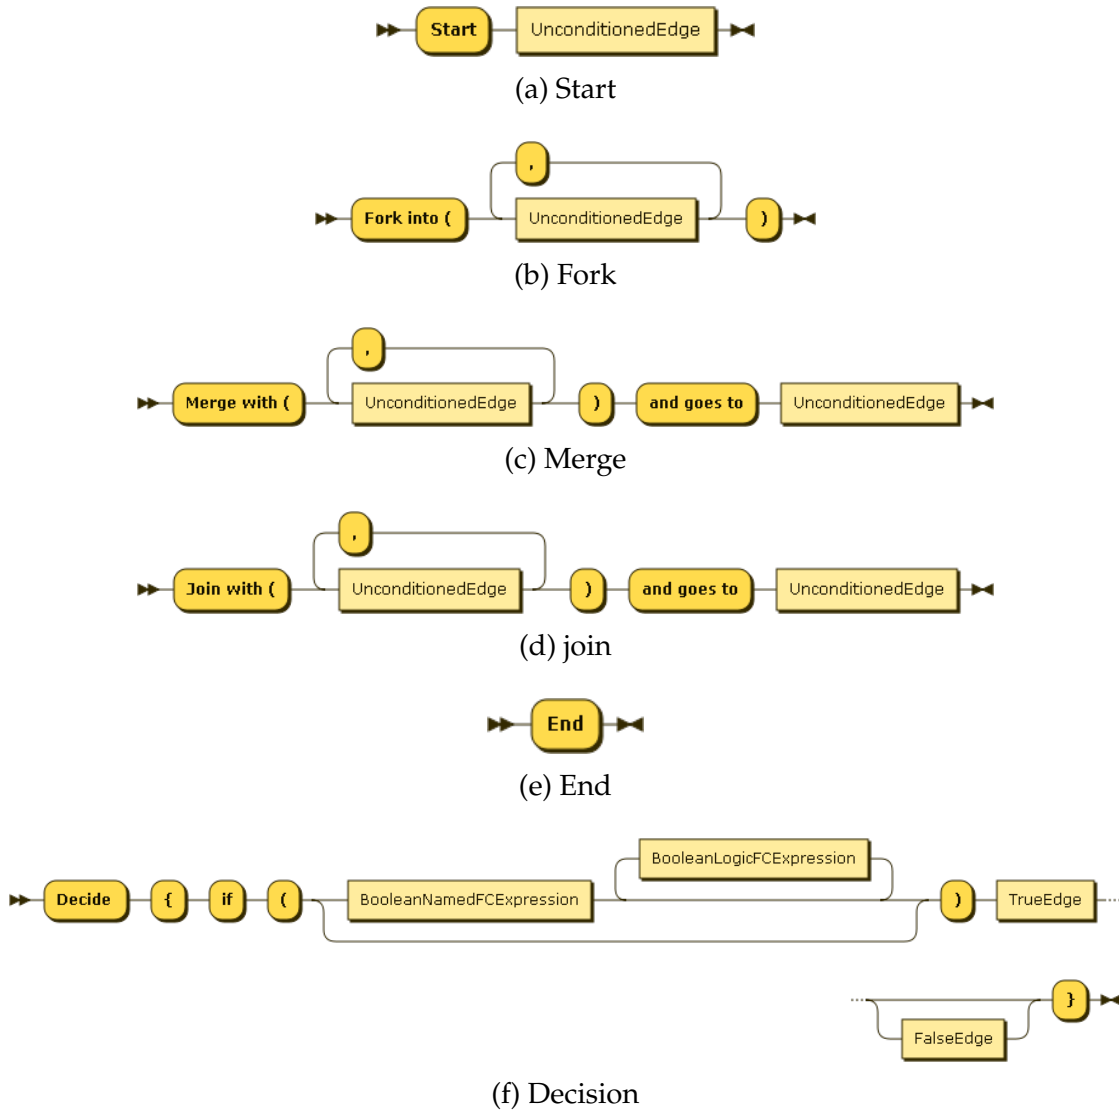 Start UnconditionedEdge
(a) Start
,
Fork into ( UnconditionedEdge )
(b) Fork
,
Merge with ( UnconditionedEdge ) and goes to UnconditionedEdge
(c) Merge
,
Join with ( UnconditionedEdge ) and goes to UnconditionedEdge
(d) join
End
(e) End
BooleanLogicFCExpression
Decide { if ( BooleanNamedFCExpression ) TrueEdge
}
FalseEdge
(f) Decision